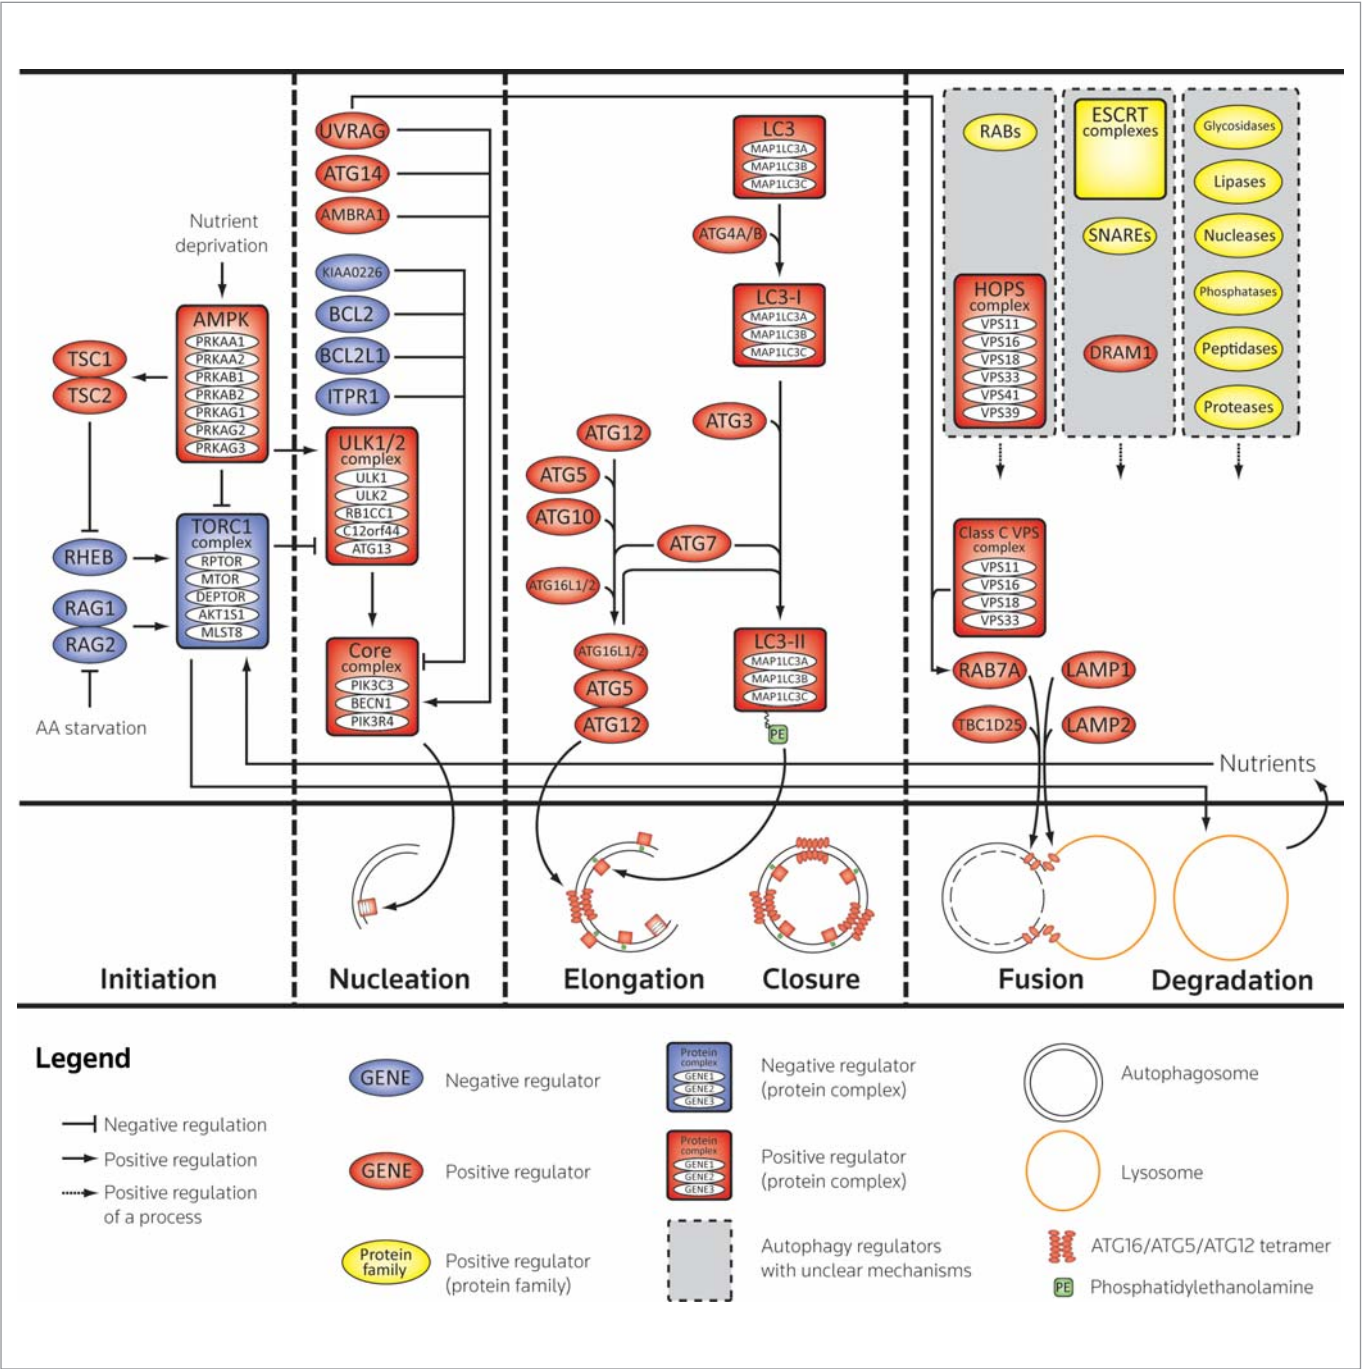 Nutrient
deprivation
AMPK
PRKAA1
PRKAA2
PRKAB1
PRKAB2
PRKAG1
PRKAG2
PRKAG3
TSC1
TSC2
RHEB
RAG1
RAG2
AA starvation
TORC1
complex
RPTOR
MTOR
DEPTOR
AKT1S1
MLST8
UVRAG
ATG14
AMBRA1
KIAA0226
BCL2
BCL2L1
ITPR1
ULK1/2
complex
ULK1
ULK2
RB1CC1
C12orf44
ATG13
Core
complex
PIK3C3
BECN1
PIK3R4
LC3
MAP1LC3A
MAP1LC3B
MAP1LC3C
ATG4A/B
LC3-I
MAP1LC3A
MAP1LC3B
MAP1LC3C
ATG3
ATG12
ATG5
ATG10
ATG7
ATG16L1/2
ATG16L1/2
ATG5
ATG12
LC3-II
MAP1LC3A
MAP1LC3B
MAP1LC3C
PE
RABs
HOPS
complex
VPS11
VPS16
VPS18
VPS33
VPS41
VPS39
ESCRT
complexes
SNAREs
DRAM1
Glycosidases
Lipases
Nucleases
Phosphatases
Peptidases
Proteases
Class C VPS
complex
VPS11
VPS16
VPS18
VPS33
RAB7A
LAMP1
TBC1D25
LAMP2
Nutrients
Initiation
Nucleation
Elongation
Closure
Fusion
Degradation
Legend
Negative regulation
Positive regulation
Positive regulation
of a process
GENE
Negative regulator
GENE
Positive regulator
Protein
family
Positive regulator
(protein family)
Protein
complex
GENE1
GENE2
GENE3
Negative regulator
(protein complex)
Protein
complex
GENE1
GENE2
GENE3
Positive regulator
(protein complex)
Autophagy regulators
with unclear mechanisms
Autophagosome
Lysosome
ATG16/ATG5/ATG12 tetramer
PE
Phosphatidylethanolamine